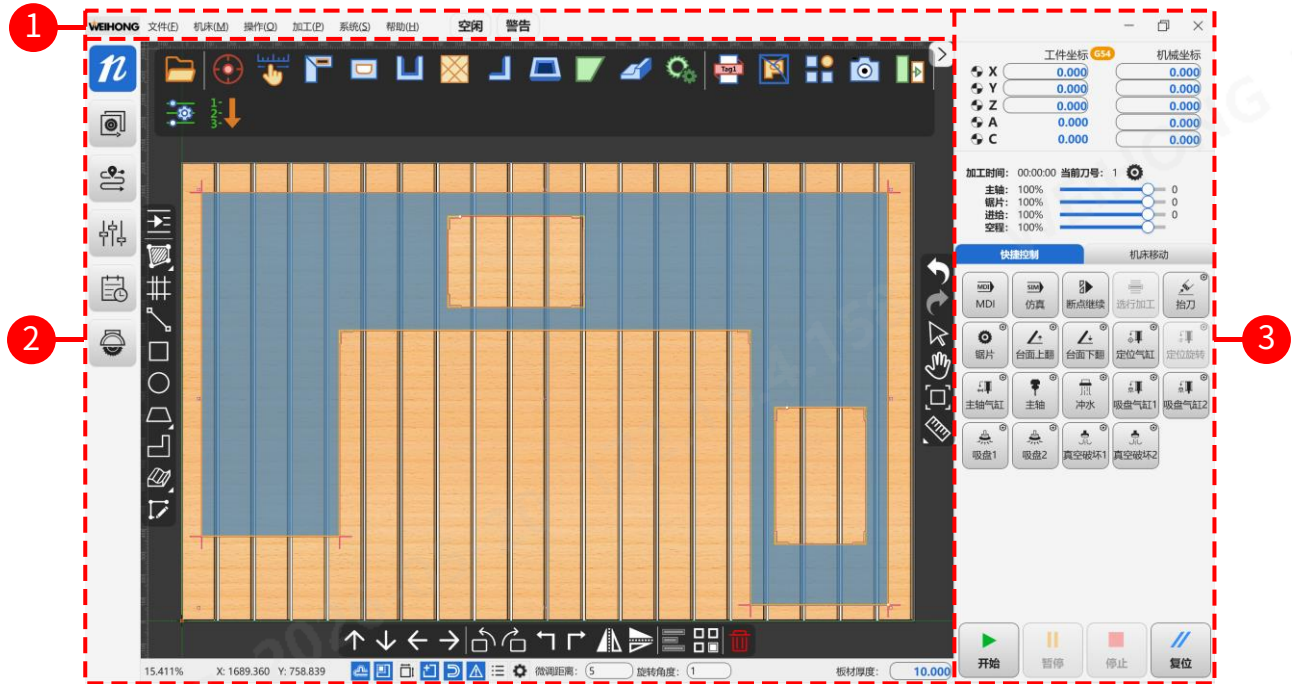 1
WEIHONG 文件(F) 机床(M) 操作(O) 加工(P) 系统(S) 帮助(H) 空闲 警告
n
Tag1
1-
2-
3-
2
工件坐标 G54 机械坐标
X 0.000 0.000
Y 0.000 0.000
Z 0.000 0.000
A 0.000 0.000
C 0.000 0.000
加工时间: 00:00:00 当前刀号: 1
主轴: 100% 0
锯片: 100% 0
进给: 100% 0
空程: 100%
快捷控制 机床移动
MDI SIM
MDI 仿真 断点继续 选行加工 抬刀
锯片 台面上翻 台面下翻 定位气缸 定位旋转
3
主轴气缸 主轴 冲水 吸盘气缸1 吸盘气缸2
吸盘1 吸盘2 真空破坏1 真空破坏2
开始 暂停 停止 复位
15.411% X: 1689.360 Y: 758.839 微调距离: 5 旋转角度: 1 板材厚度: 10.000